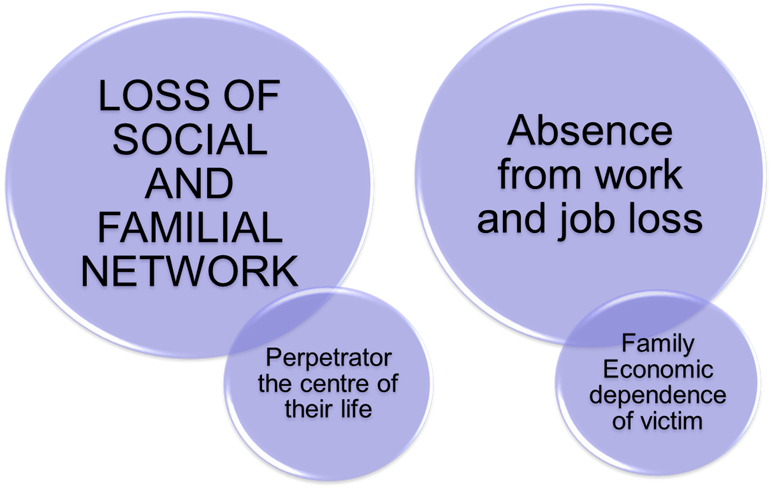 LOSS OF
SOCIAL
AND
FAMILIAL
NETWORK
Perpetrator
the centre of
their life
Absence
from work
and job loss
Family
Economic
dependence
of victim